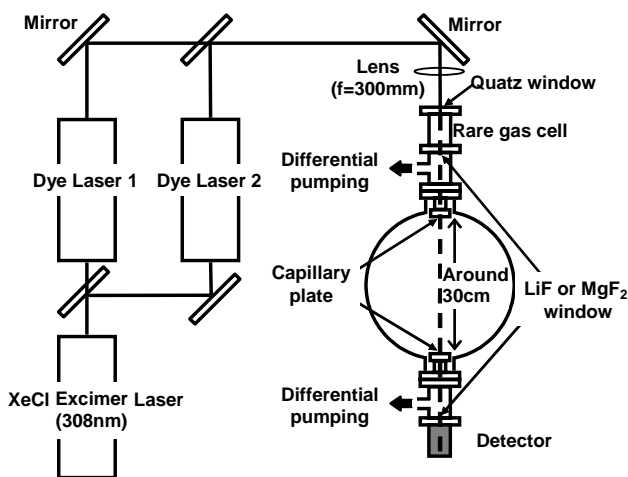 Mirror
Mirror
Lens
(f=300mm)
Quatz window
Rare gas cell
Differential
pumping
Dye Laser 1
Dye Laser 2
Capillary
plate
Around
30cm
LiF or MgF₂
window
XeCl Excimer Laser
(308nm)
Differential
pumping
Detector